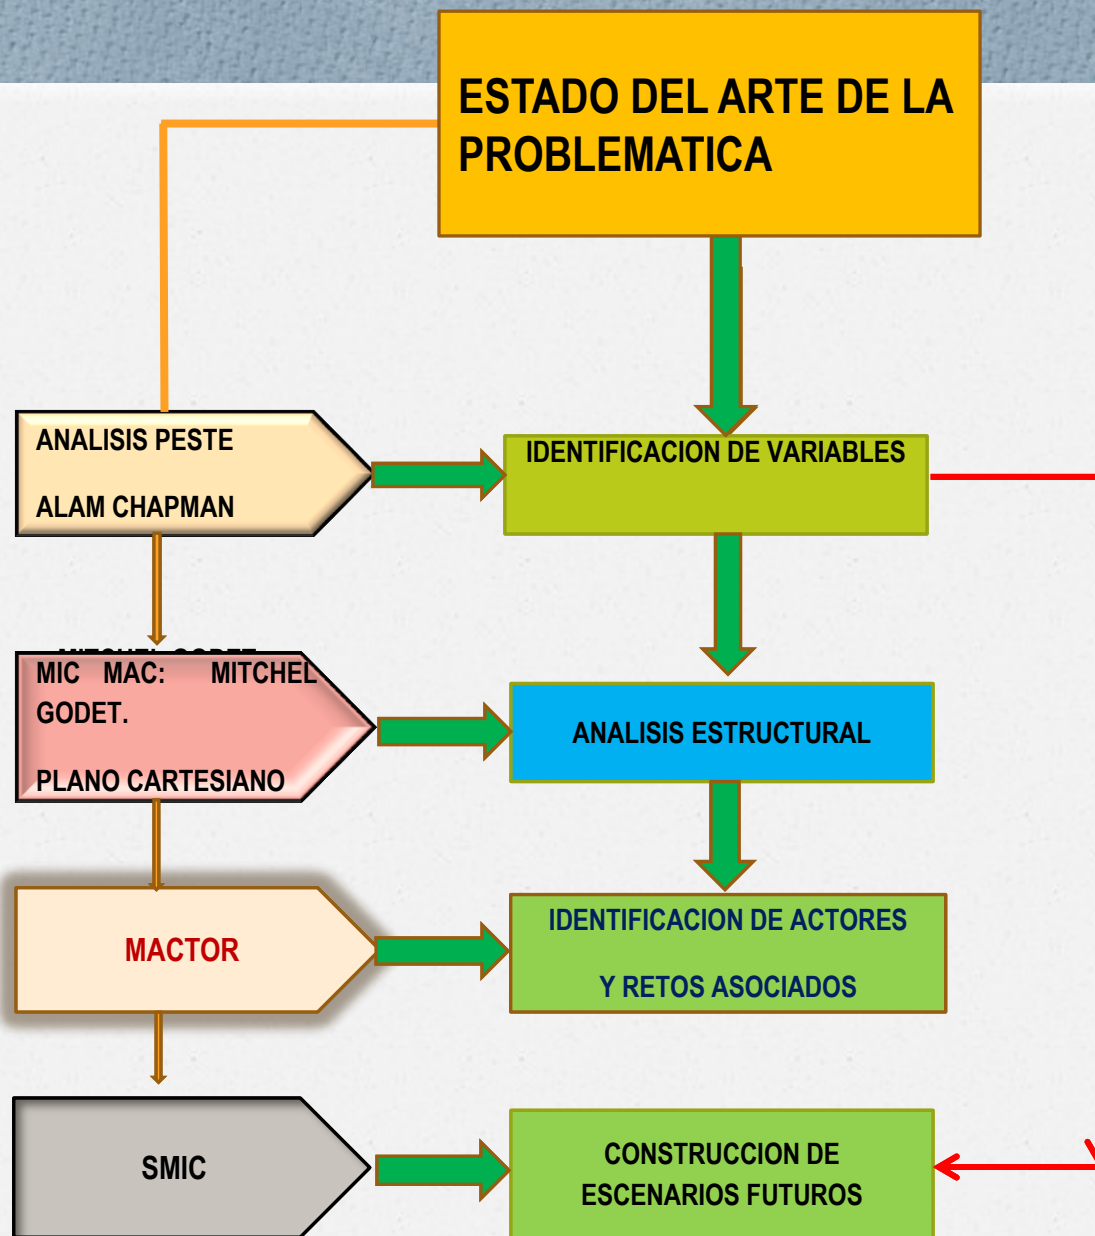 ESTADO DEL ARTE DE LA
PROBLEMATICA
ANALISIS PESTE
ALAM CHAPMAN
IDENTIFICACION DE VARIABLES
MIC MAC: MITCHEL
GODET.
PLANO CARTESIANO
ANALISIS ESTRUCTURAL
MACTOR
IDENTIFICACION DE ACTORES
Y RETOS ASOCIADOS
SMIC
CONSTRUCCION DE
ESCENARIOS FUTUROS